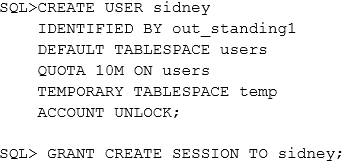 SQL>CREATE USER sidney
IDENTIFIED BY out_standing1
DEFAULT TABLESPACE users
QUOTA 10M ON users
TEMPORARY TABLESPACE temp
ACCOUNT UNLOCK;
SQL> GRANT CREATE SESSION TO sidney;